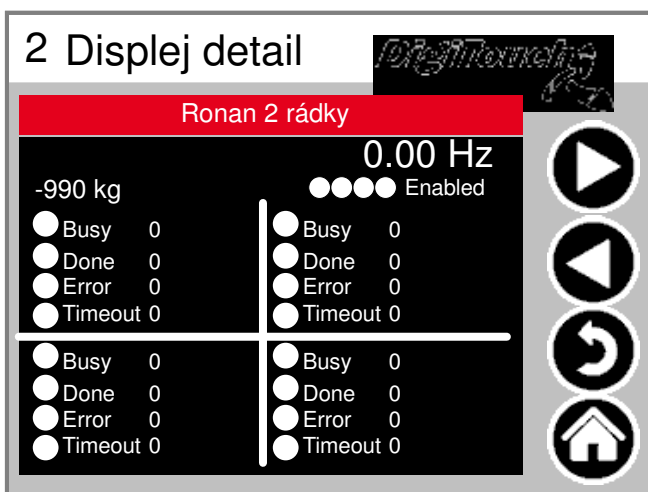 2 Displej detail
DigiTouch
Ronan 2 rádky
0.00 Hz
-990 kg
Enabled
Busy 0
Done 0
Error 0
Timeout 0
Busy 0
Done 0
Error 0
Timeout 0
Busy 0
Done 0
Error 0
Timeout 0
Busy 0
Done 0
Error 0
Timeout 0